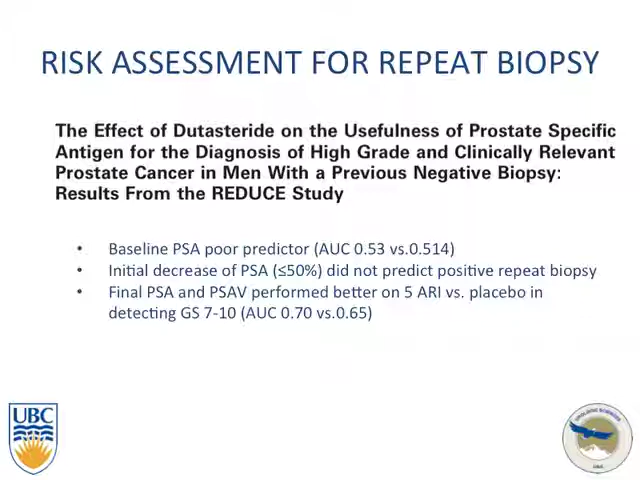 RISK ASSESSMENT FOR REPEAT BIOPSY
The Effect of Dutasteride on the Usefulness of Prostate Specific
Antigen for the Diagnosis of High Grade and Clinically Relevant
Prostate Cancer in Men With a Previous Negative Biopsy:
Results From the REDUCE Study
• Baseline PSA poor predictor (AUC 0.53 vs.0.514)
• Initial decrease of PSA (≤50%) did not predict positive repeat biopsy
• Final PSA and PSAV performed better on 5 ARI vs. placebo in
detecting GS 7-10 (AUC 0.70 vs.0.65)
UBC
UROLOGIC SCIENCES